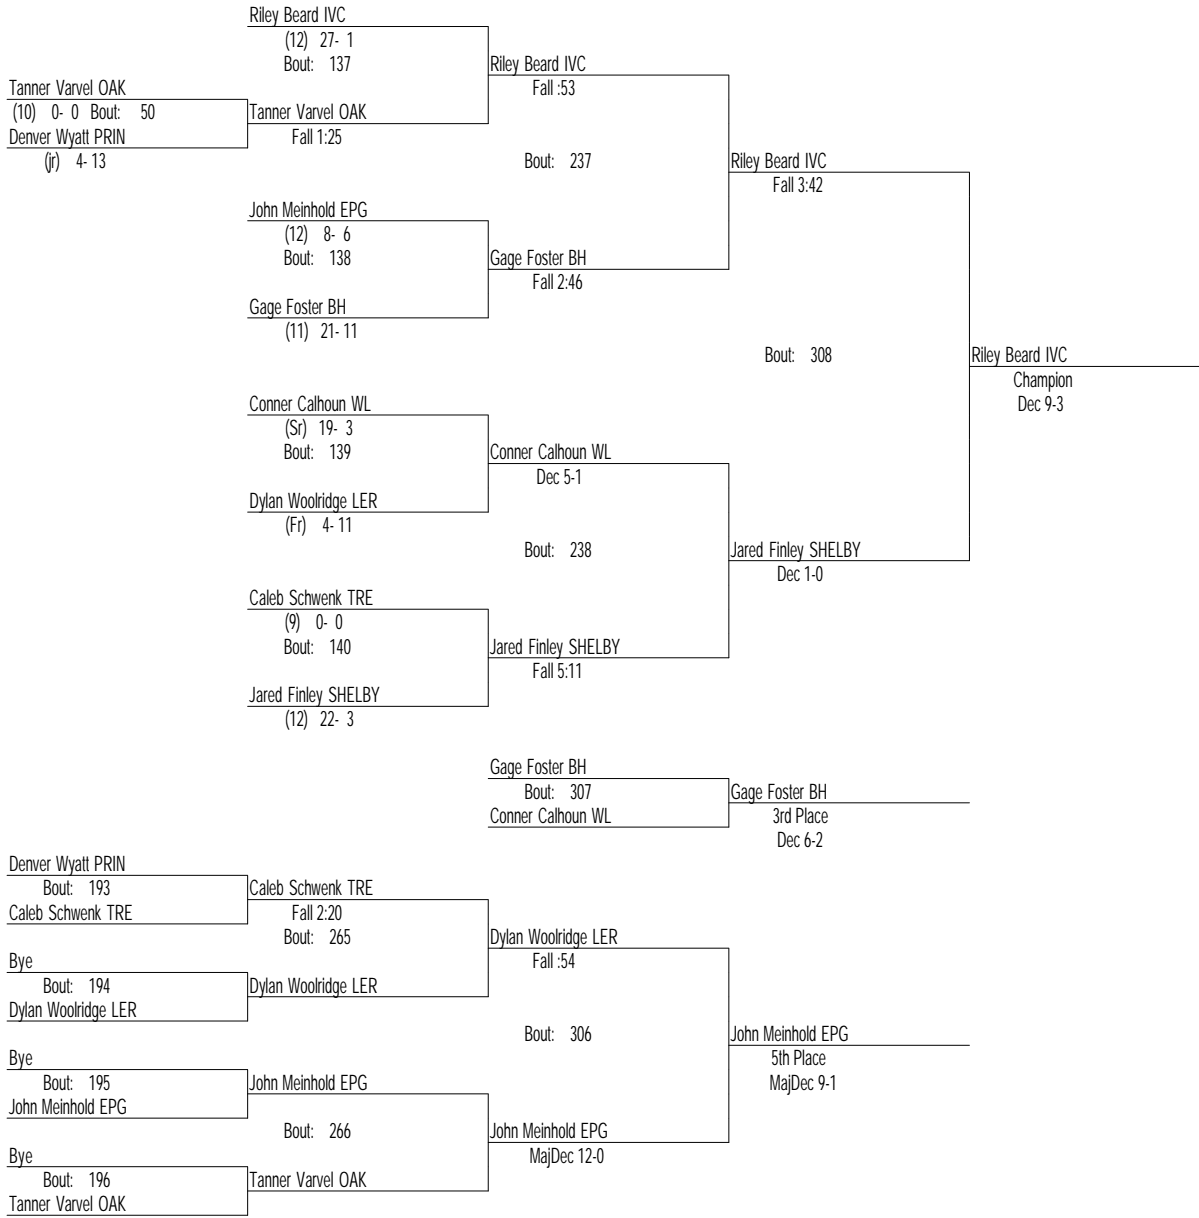 Riley Beard IVC
(12) 27- 1
Bout: 137
Riley Beard IVC
Fall :53
Tanner Varvel OAK
(10) 0- 0 Bout: 50
Tanner Varvel OAK
Fall 1:25
Denver Wyatt PRIN
(jr) 4- 13
Bout: 237
Riley Beard IVC
Fall 3:42
John Meinhold EPG
(12) 8- 6
Bout: 138
Gage Foster BH
Fall 2:46
Gage Foster BH
(11) 21- 11
Bout: 308
Riley Beard IVC
Champion
Dec 9-3
Conner Calhoun WL
(Sr) 19- 3
Bout: 139
Conner Calhoun WL
Dec 5-1
Dylan Woolridge LER
(Fr) 4- 11
Bout: 238
Jared Finley SHELBY
Dec 1-0
Caleb Schwenk TRE
(9) 0- 0
Bout: 140
Jared Finley SHELBY
Fall 5:11
Jared Finley SHELBY
(12) 22- 3
Gage Foster BH
Bout: 307
Gage Foster BH
Conner Calhoun WL
3rd Place
Dec 6-2
Denver Wyatt PRIN
Bout: 193
Caleb Schwenk TRE
Caleb Schwenk TRE
Fall 2:20
Bout: 265
Dylan Woolridge LER
Fall :54
Bye
Bout: 194
Dylan Woolridge LER
Dylan Woolridge LER
Bout: 306
John Meinhold EPG
5th Place
MajDec 9-1
Bye
Bout: 195
John Meinhold EPG
John Meinhold EPG
Bout: 266
John Meinhold EPG
MajDec 12-0
Bye
Bout: 196
Tanner Varvel OAK
Tanner Varvel OAK